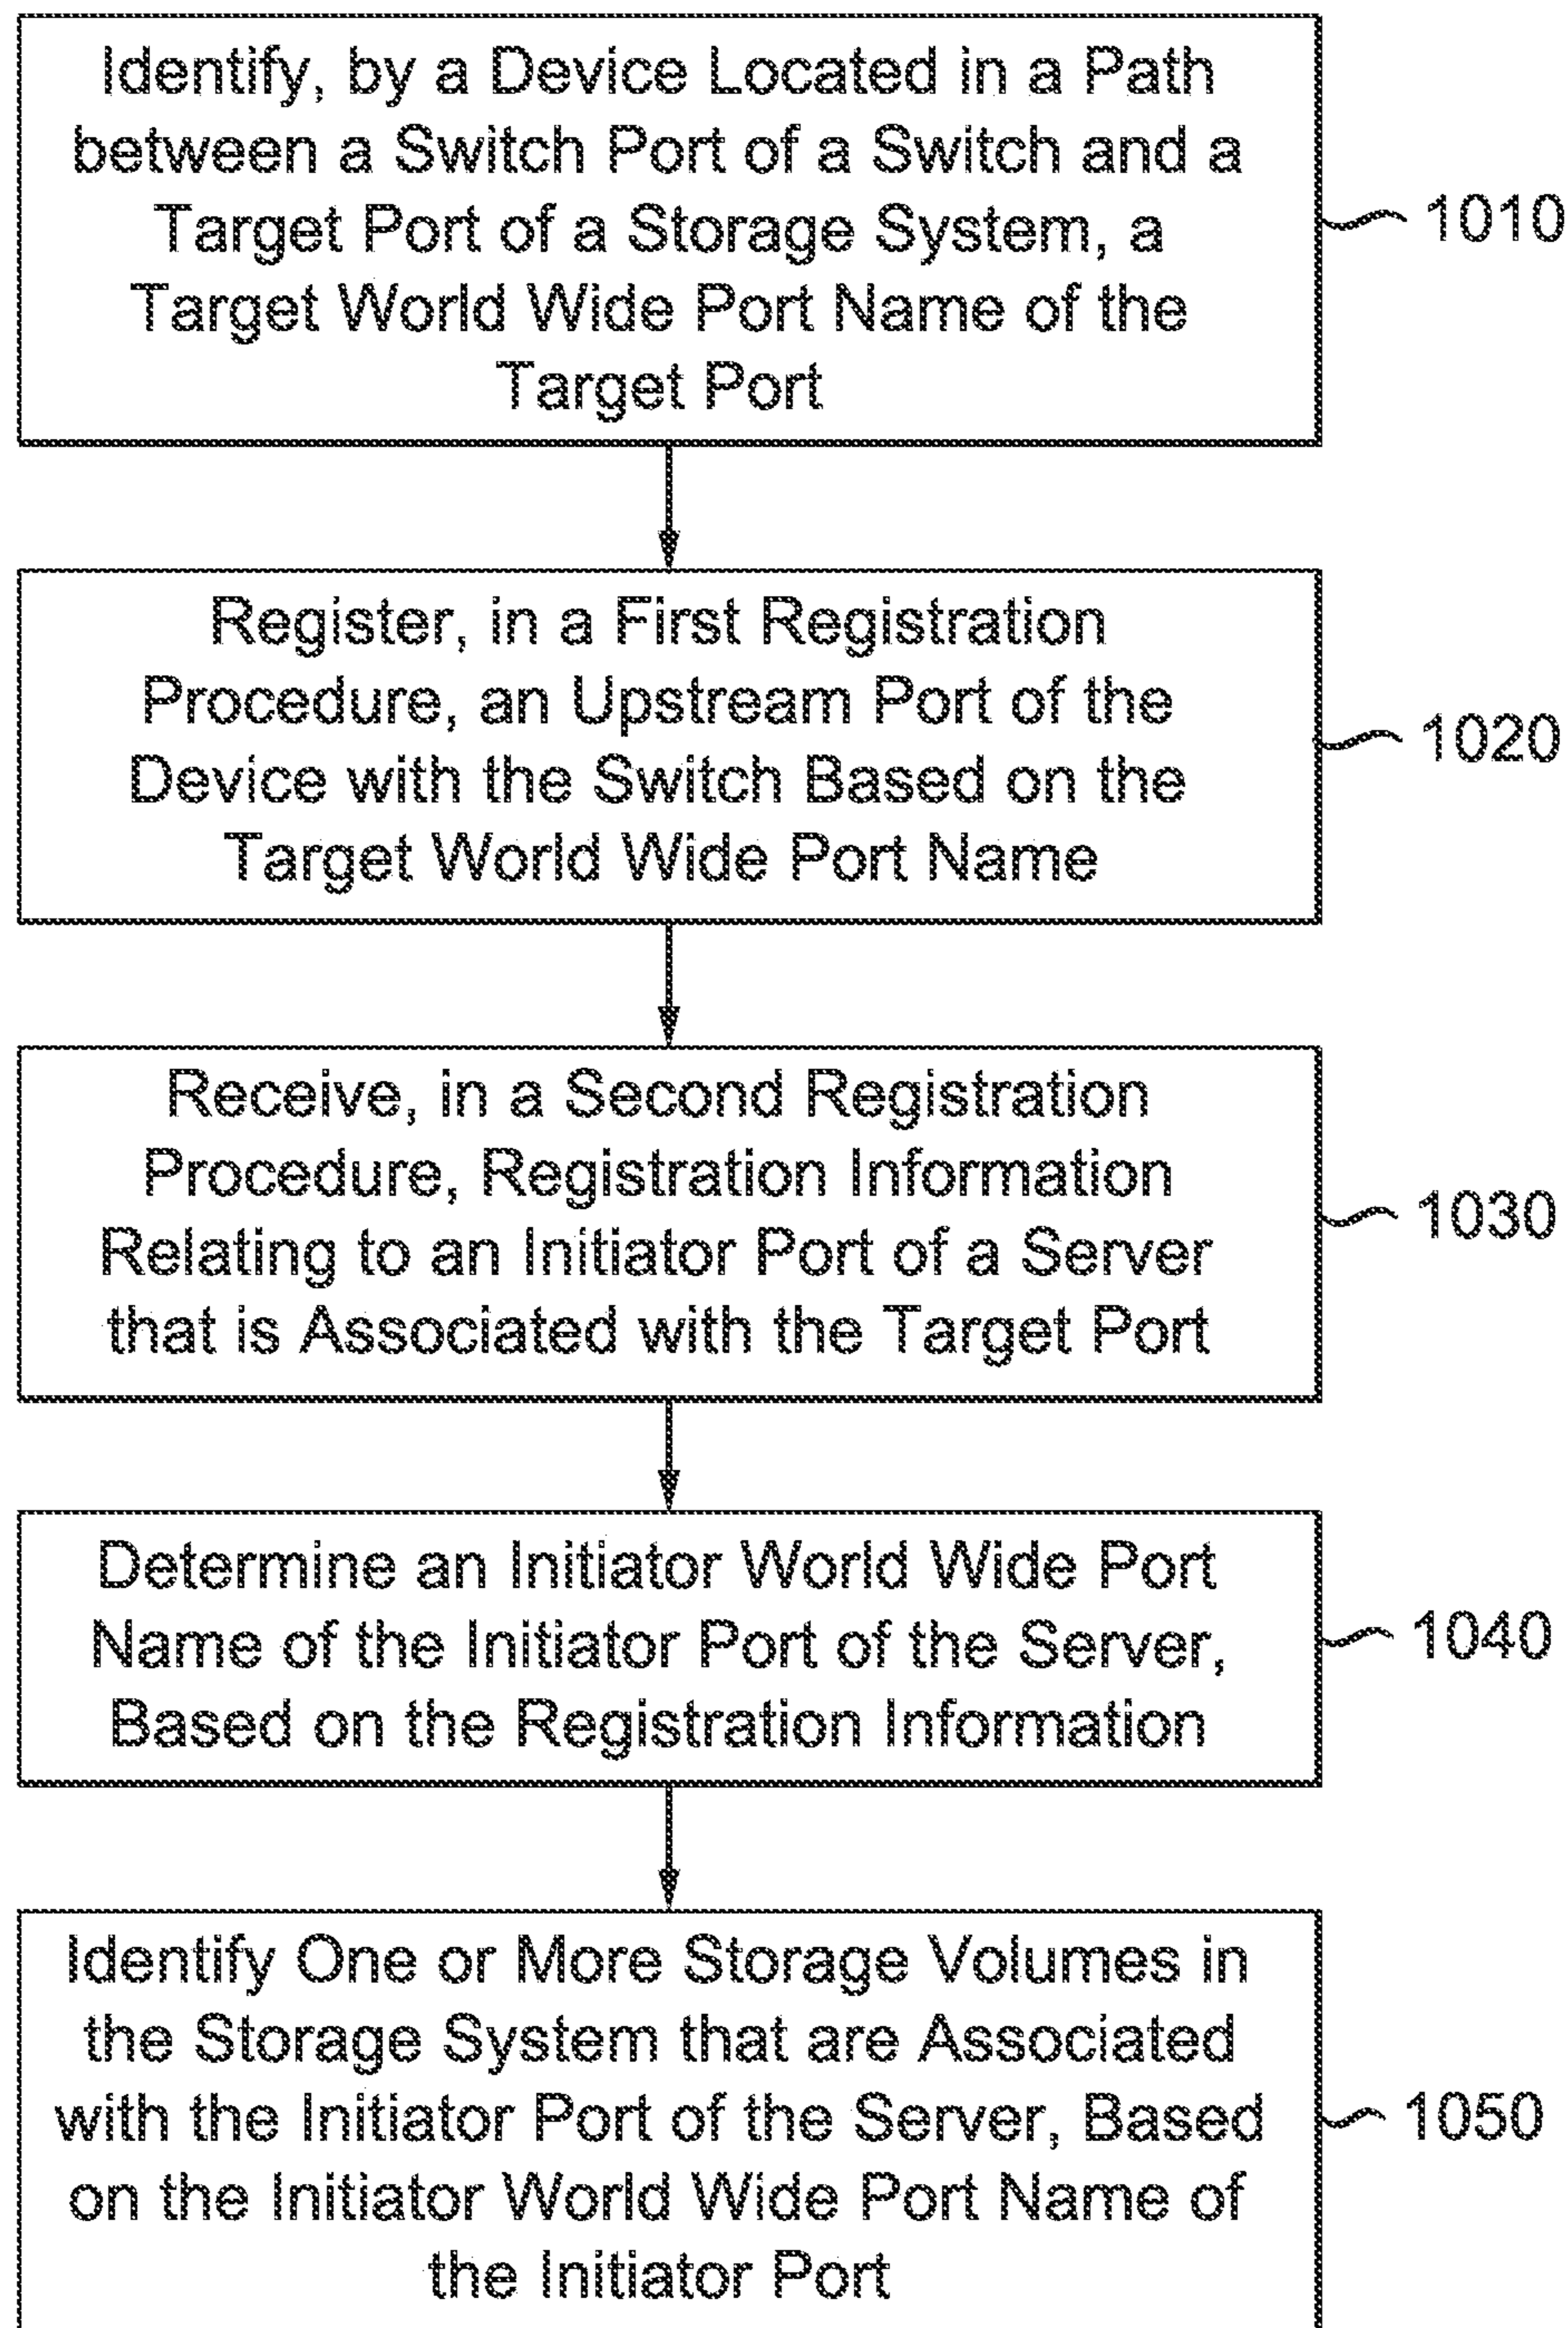 Identify, by a Device Located in a Path
between a Switch Port of a Switch and a
Target Port of a Storage System, a
Target World Wide Port Name of the
Target Port
1010
Register, in a First Registration
Procedure, an Upstream Port of the
Device with the Switch Based on the
Target World Wide Port Name
1020
Receive, in a Second Registration
Procedure, Registration Information
Relating to an Initiator Port of a Server
that is Associated with the Target Port
1030
Determine an Initiator World Wide Port
Name of the Initiator Port of the Server,
Based on the Registration Information
1040
Identify One or More Storage Volumes in
the Storage System that are Associated
with the Initiator Port of the Server, Based
on the Initiator World Wide Port Name of
the Initiator Port
1050